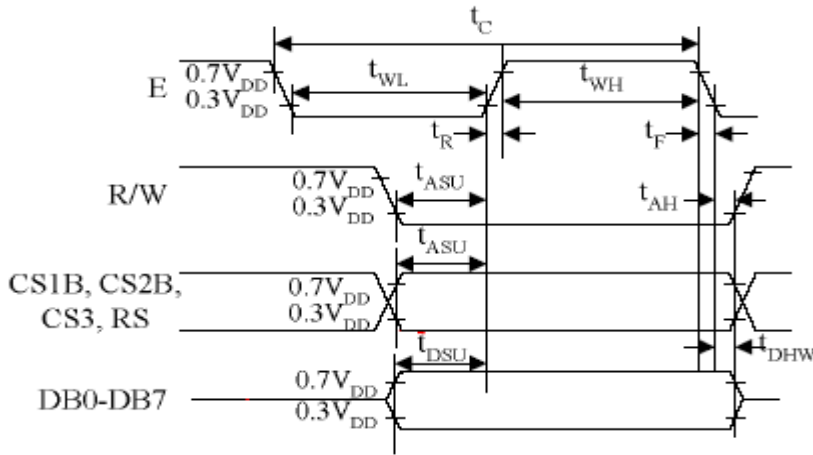 t_C
E
0.7V_DD
0.3V_DD
t_WL
t_WH
t_R
t_F
R/W
0.7V_DD
0.3V_DD
t_ASU
t_AH
t_ASU
CS1B, CS2B,
CS3, RS
0.7V_DD
0.3V_DD
t_DSU
t_DHW
DB0-DB7
0.7V_DD
0.3V_DD